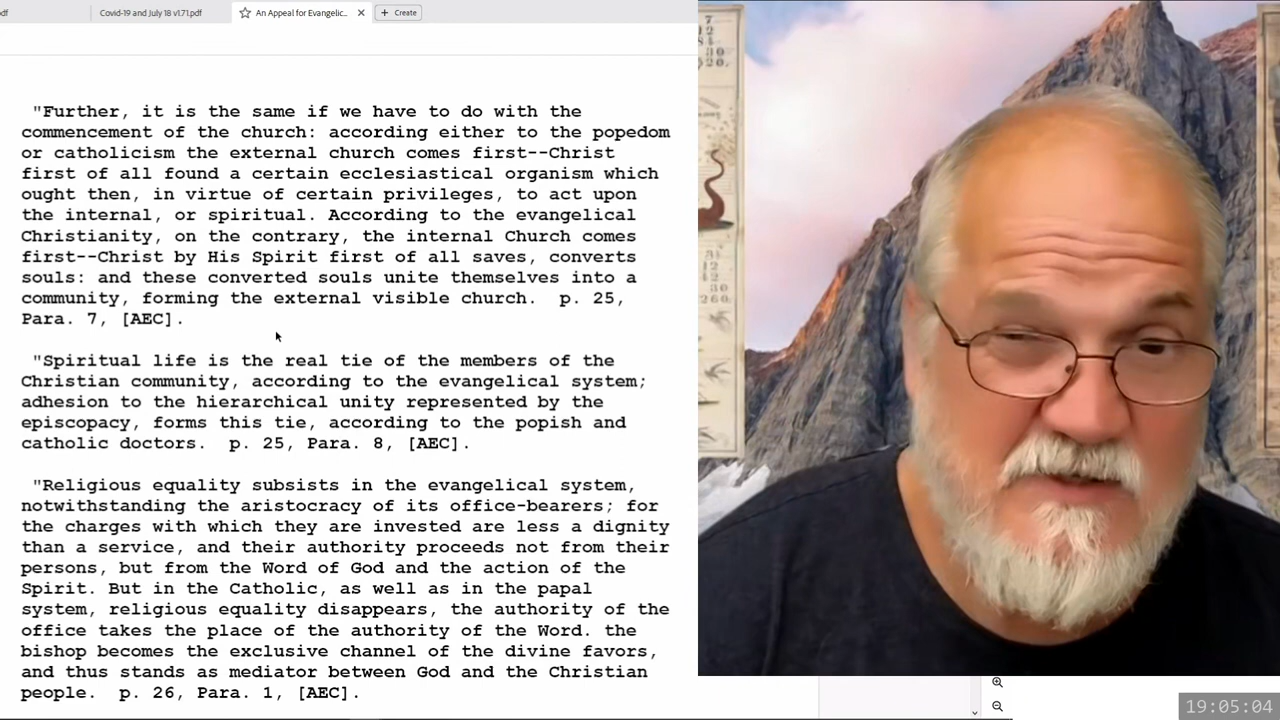 df
Covid-19 and July 18 v1.71.pdf
An Appeal for Evangelic...
Create
"Further, it is the same if we have to do with the
commencement of the church: according either to the popedom
or catholicism the external church comes first--Christ
first of all found a certain ecclesiastical organism which
ought then, in virtue of certain privileges, to act upon
the internal, or spiritual. According to the evangelical
Christianity, on the contrary, the internal Church comes
first--Christ by His Spirit first of all saves, converts
souls: and these converted souls unite themselves into a
community, forming the external visible church.  p. 25,
Para. 7, [AEC].
"Spiritual life is the real tie of the members of the
Christian community, according to the evangelical system;
adhesion to the hierarchical unity represented by the
episcopacy, forms this tie, according to the popish and
catholic doctors.  p. 25, Para. 8, [AEC].
"Religious equality subsists in the evangelical system,
notwithstanding the aristocracy of its office-bearers; for
the charges with which they are invested are less a dignity
than a service, and their authority proceeds not from their
persons, but from the Word of God and the action of the
Spirit. But in the Catholic, as well as in the papal
system, religious equality disappears, the authority of the
office takes the place of the authority of the Word. the
bishop becomes the exclusive channel of the divine favors,
and thus stands as mediator between God and the Christian
people.  p. 26, Para. 1, [AEC].
7
12
30
12
30
260
19:05:04